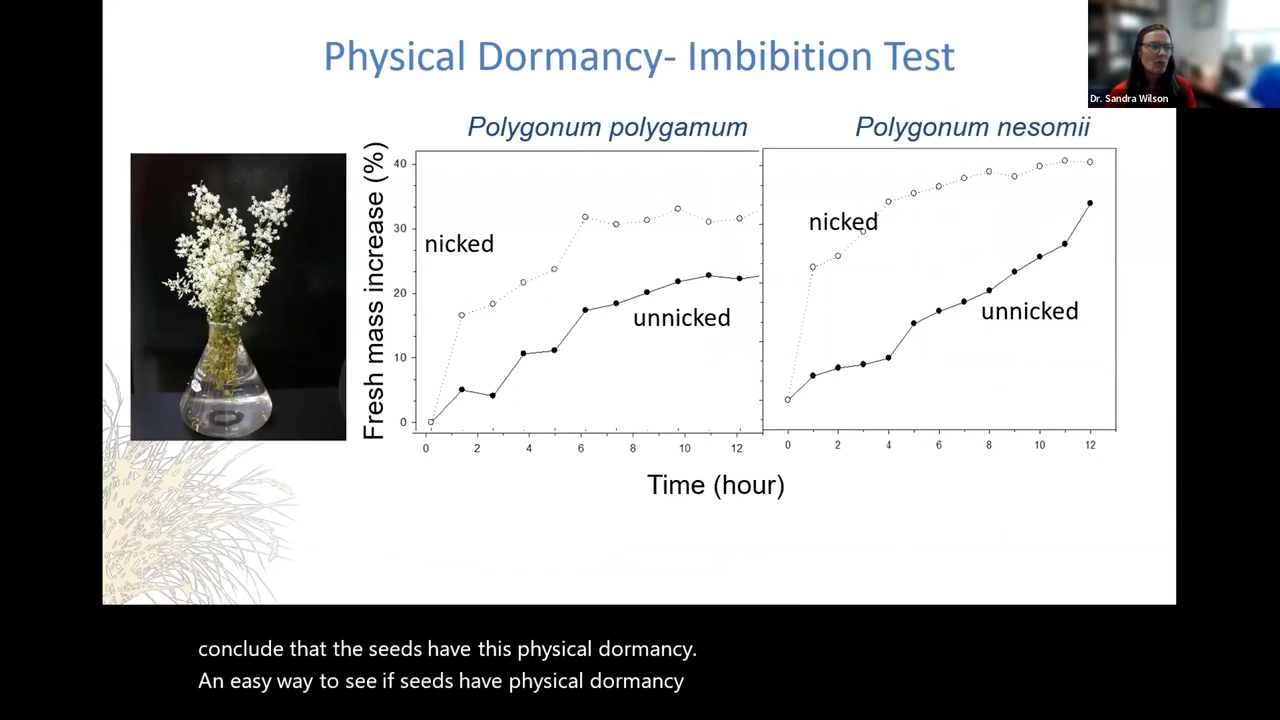 Physical Dormancy- Imbibition Test
Dr. Sandra Wilson
Polygonum polygamum
Polygonum nesomii
Fresh mass increase (%)
40
30
20
10
0
nicked
unnicked
0 2 4 6 8 10 12
nicked
unnicked
0 2 4 6 8 10 12
Time (hour)
conclude that the seeds have this physical dormancy.
An easy way to see if seeds have physical dormancy